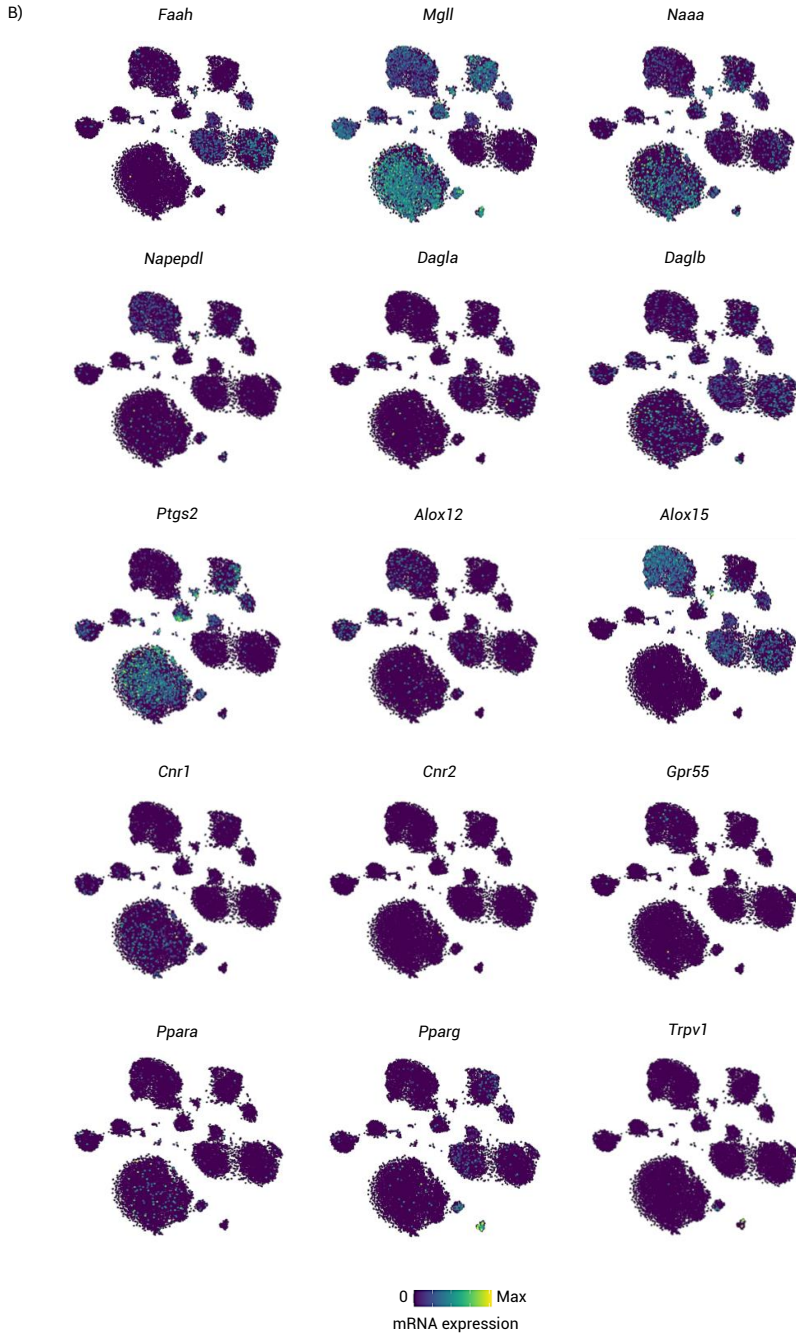 B)
Faah Mgll Naaa
Napepdl Dagla Daglb
Ptgs2 Alox12 Alox15
Cnr1 Cnr2 Gpr55
Ppara Pparg Trpv1
0 Max
mRNA expression